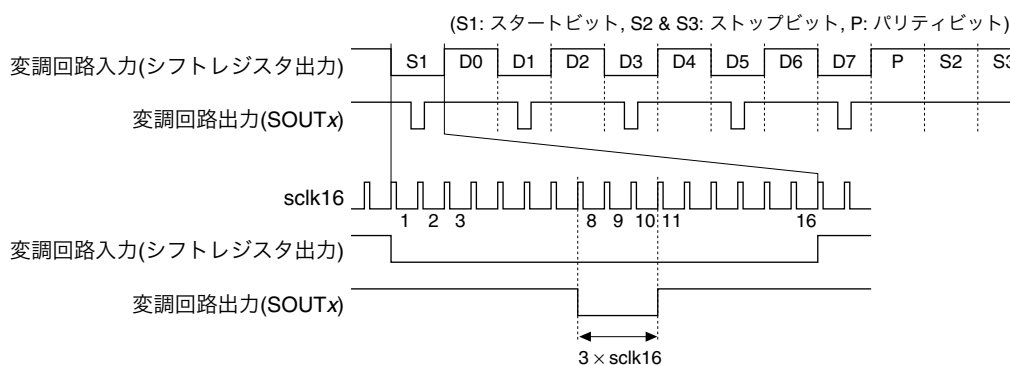 (S1: スタートビット, S2 & S3: ストップビット, P: パリティビット)
変調回路入力(シフトレジスタ出力) S1 D0 D1 D2 D3 D4 D5 D6 D7 P S2 S3
変調回路出力(SOUTx)
sclk16
1 2 3 8 9 10 11 16
変調回路入力(シフトレジスタ出力)
変調回路出力(SOUTx)
3 × sclk16